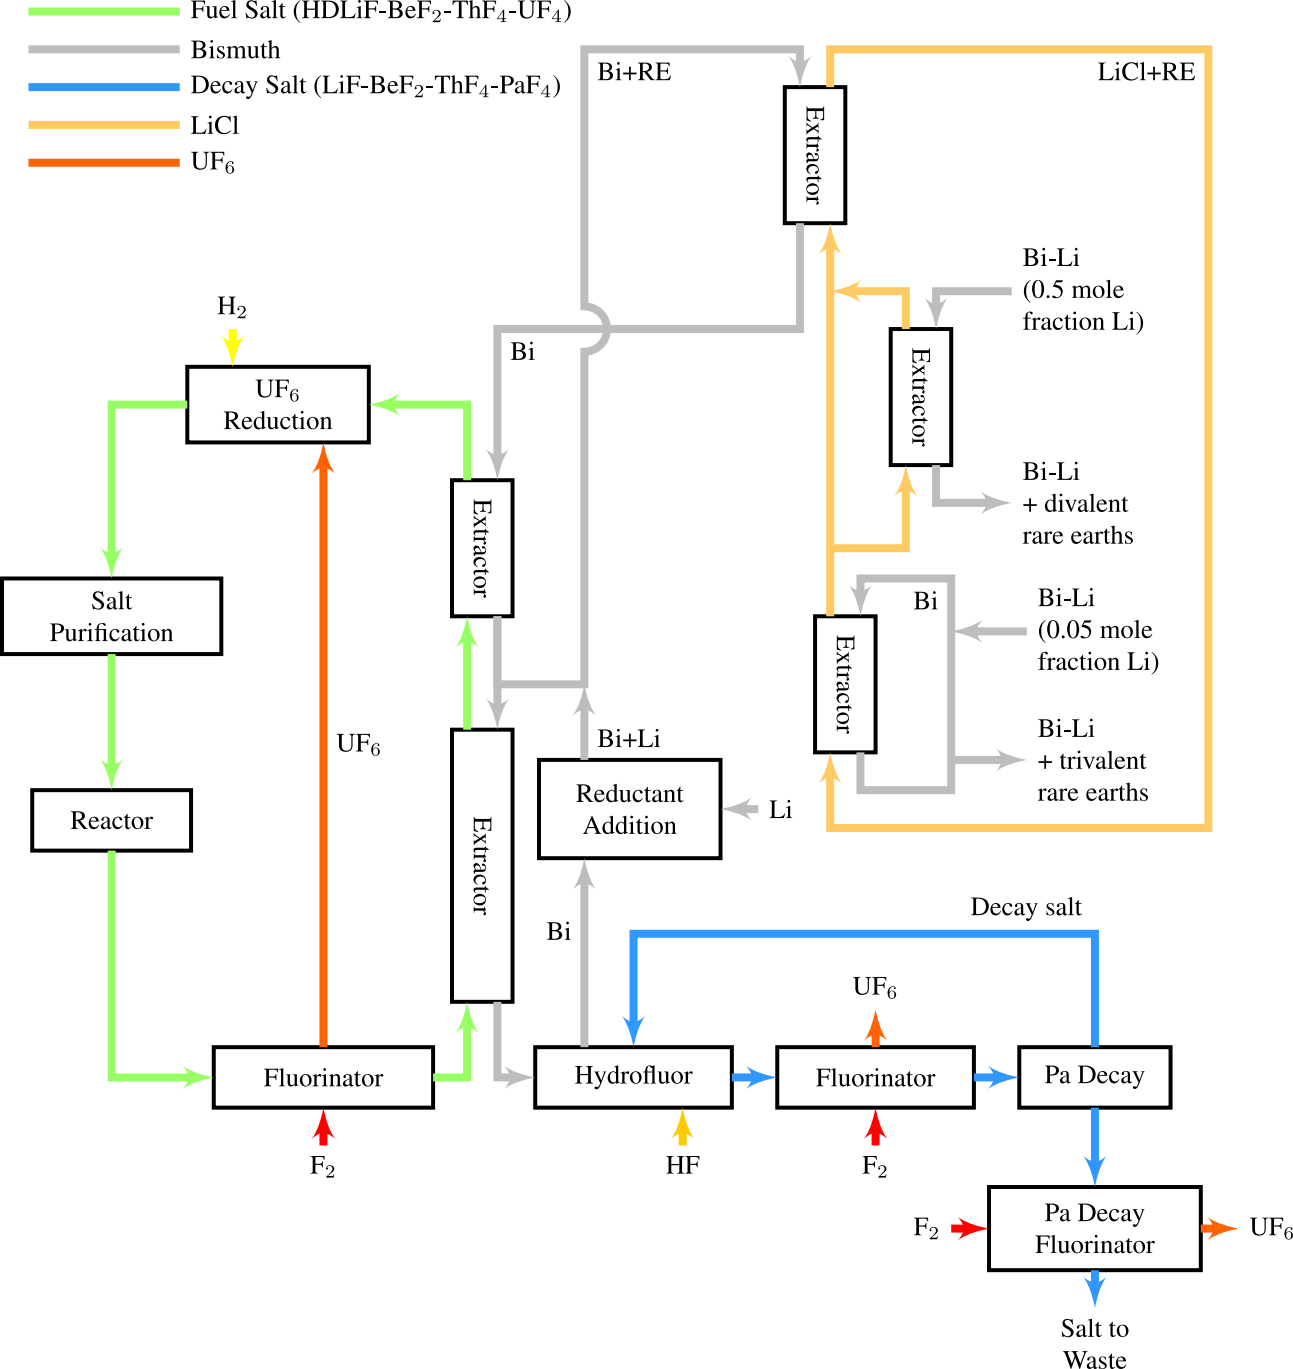 Fuel Salt (HDLiF-BeF₂-ThF₄-UF₄)
Bismuth
Decay Salt (LiF-BeF₂-ThF₄-PaF₄)
LiCl
UF₆
Bi+RE
LiCl+RE
Extractor
Bi-Li
(0.5 mole
fraction Li)
H₂
Bi
UF₆
Reduction
Extractor
Bi-Li
+ divalent
rare earths
Extractor
Salt
Purification
Bi
Bi-Li
(0.05 mole
fraction Li)
Extractor
UF₆
Bi+Li
Bi-Li
+ trivalent
rare earths
Reactor
Extractor
Reductant
Addition
Li
Bi
Decay salt
UF₆
Fluorinator
Hydrofluor
Fluorinator
Pa Decay
F₂
HF
F₂
F₂
Pa Decay
Fluorinator
UF₆
Salt to
Waste